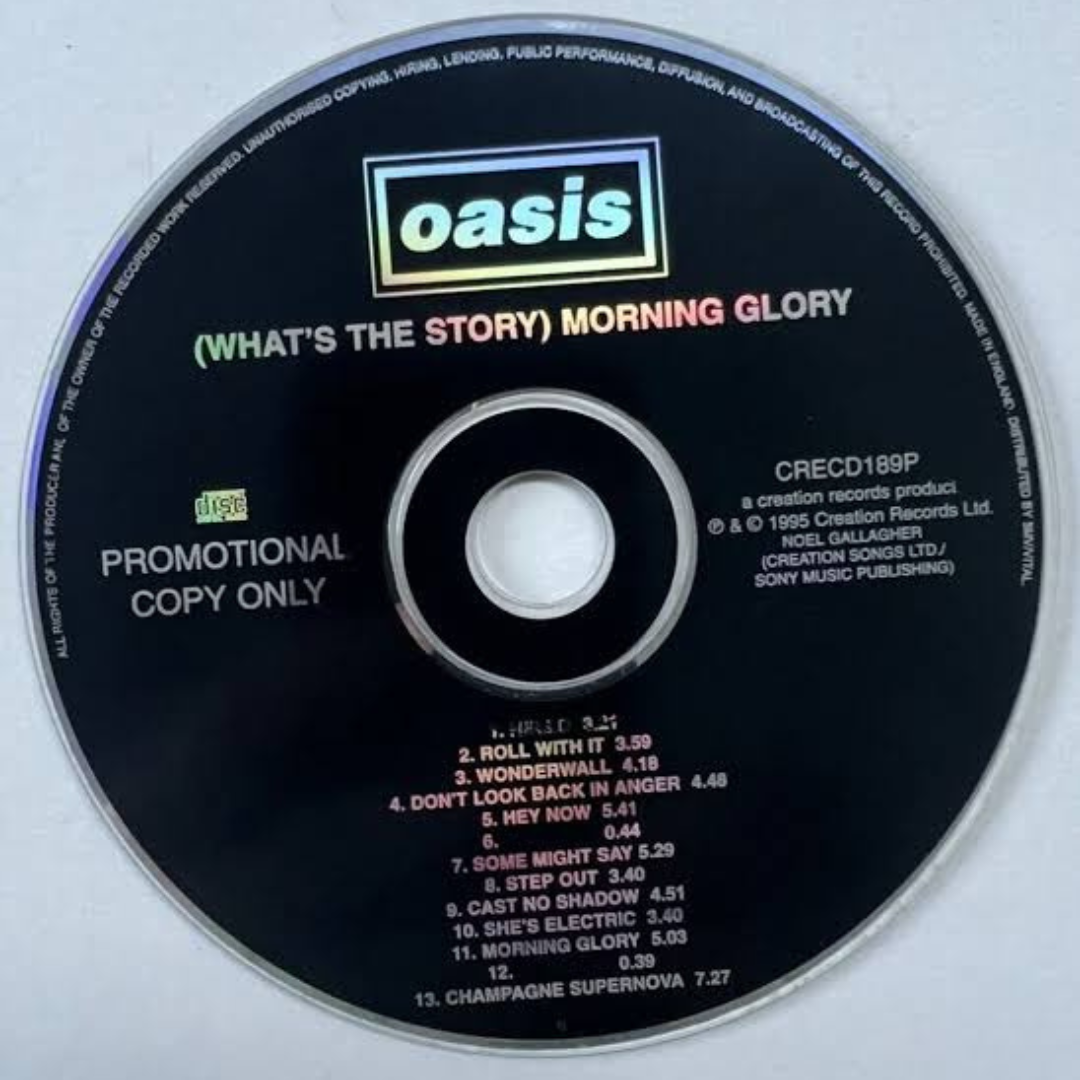 ALL RIGHTS OF THE PRODUCER AND OF THE OWNER OF THE RECORDED WORK RESERVED. UNAUTHORISED COPYING, HIRING, LENDING, PUBLIC PERFORMANCE, DIFFUSION, AND BROADCASTING OF THIS RECORD PROHIBITED. MADE IN ENGLAND. DISTRIBUTED BY 3MV/VITAL
oasis
(WHAT'S THE STORY) MORNING GLORY
disc
PROMOTIONAL
COPY ONLY
CRECD189P
a creation records product
℗ & © 1995 Creation Records Ltd.
NOEL GALLAGHER
(CREATION SONGS LTD./
SONY MUSIC PUBLISHING)
1. HELLO 3.21
2. ROLL WITH IT 3.59
3. WONDERWALL 4.18
4. DON'T LOOK BACK IN ANGER 4.48
5. HEY NOW 5.41
6. 0.44
7. SOME MIGHT SAY 5.29
8. STEP OUT 3.40
9. CAST NO SHADOW 4.51
10. SHE'S ELECTRIC 3.40
11. MORNING GLORY 5.03
12. 0.39
13. CHAMPAGNE SUPERNOVA 7.27